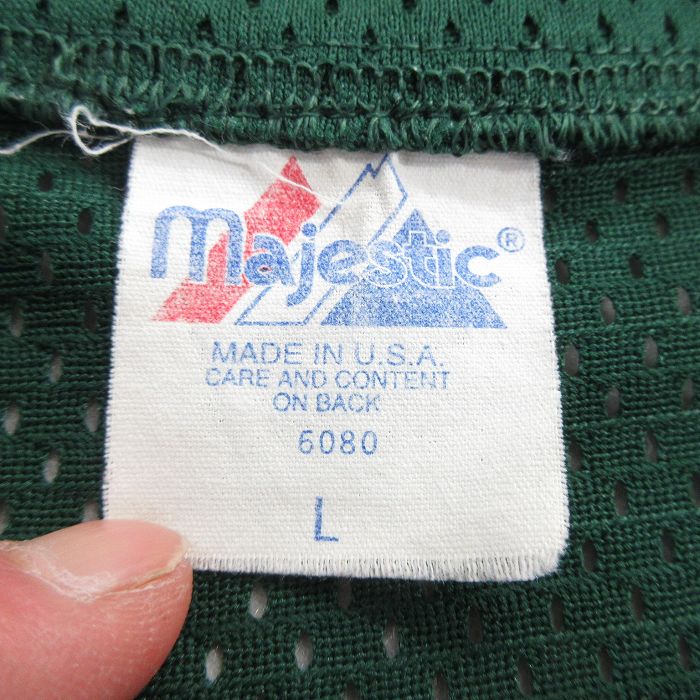 Majestic®
MADE IN U.S.A.
CARE AND CONTENT
ON BACK
6080
L